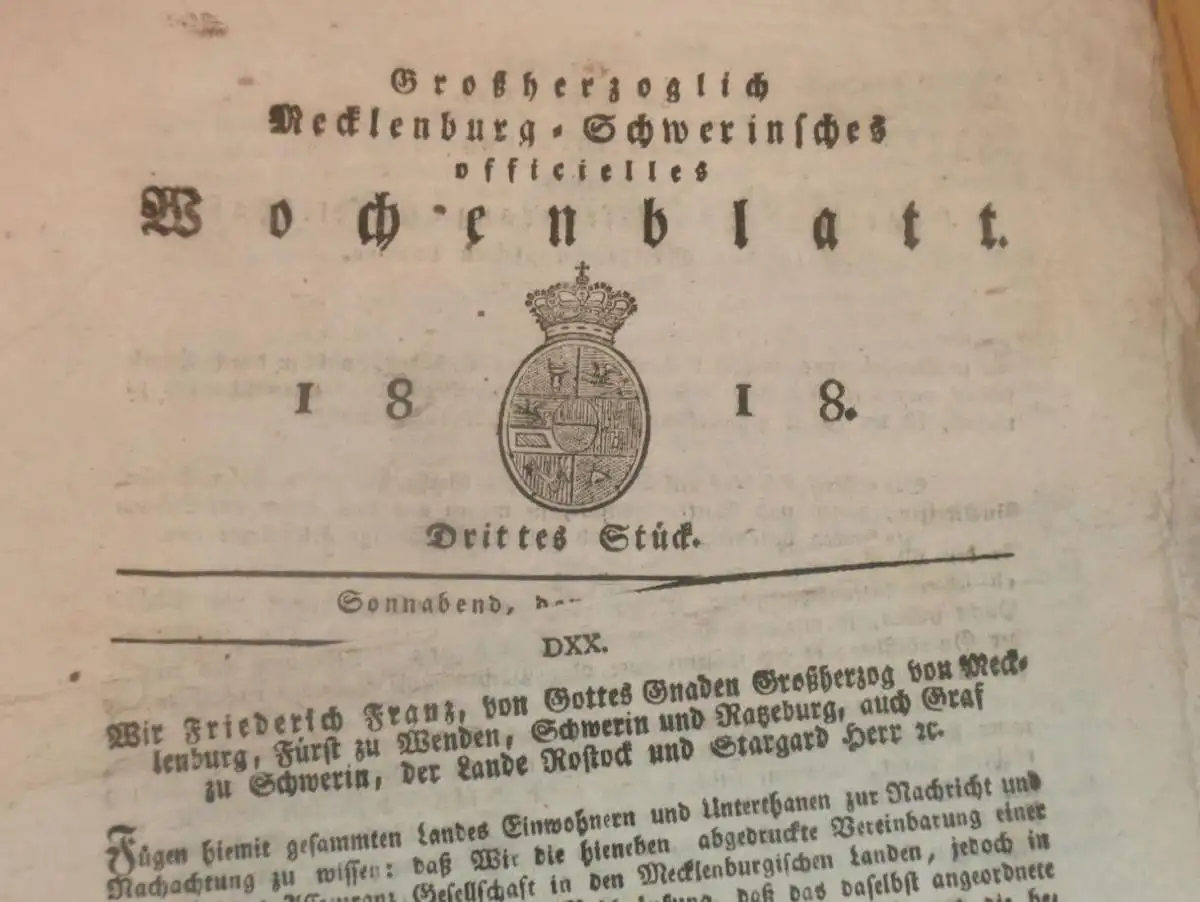 Großherzoglich
Mecklenburg-Schwerinsches
officielles
Wochenblatt.
1818.
Drittes Stück.
Sonnabend,
DXX.
Wir Friederich Franz, von Gottes Gnaden Großherzog von Meck-
lenburg, Fürst zu Wenden, Schwerin und Ratzeburg, auch Graf
zu Schwerin, der Lande Rostock und Stargard Herr ꝛc.
Fügen hiemit gesammten Landes Einwohnern und Unterthanen zur Nachricht und
Nachachtung zu wissen: daß Wir die hieneben abgedruckte Vereinbarung einer
Gesellschaft in den Mecklenburgischen Landen, jedoch in
daß das daselbst angeordnete